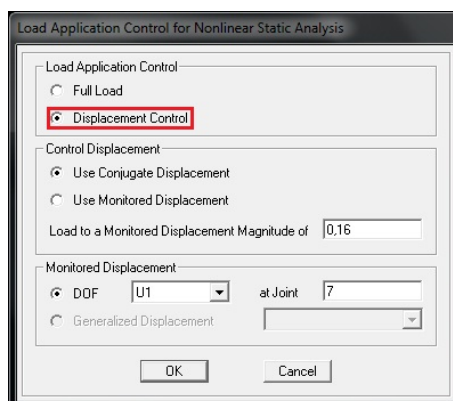 Load Application Control for Nonlinear Static Analysis
Load Application Control
Full Load
Displacement Control
Control Displacement
Use Conjugate Displacement
Use Monitored Displacement
Load to a Monitored Displacement Magnitude of 0,16
Monitored Displacement
DOF U1 at Joint 7
Generalized Displacement
OK Cancel